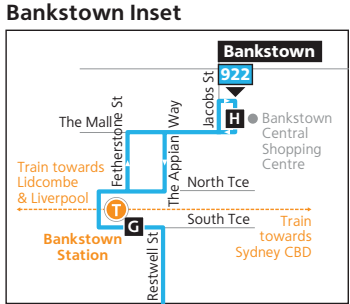 Bankstown Inset
Bankstown
922
Jacobs St
H
Bankstown
Central
Shopping
Centre
The Mall
Fetherstone St
The Appian Way
Train towards
Lidcombe
& Liverpool
North Tce
T
G
South Tce
Bankstown
Station
Restwell St
Train
towards
Sydney CBD